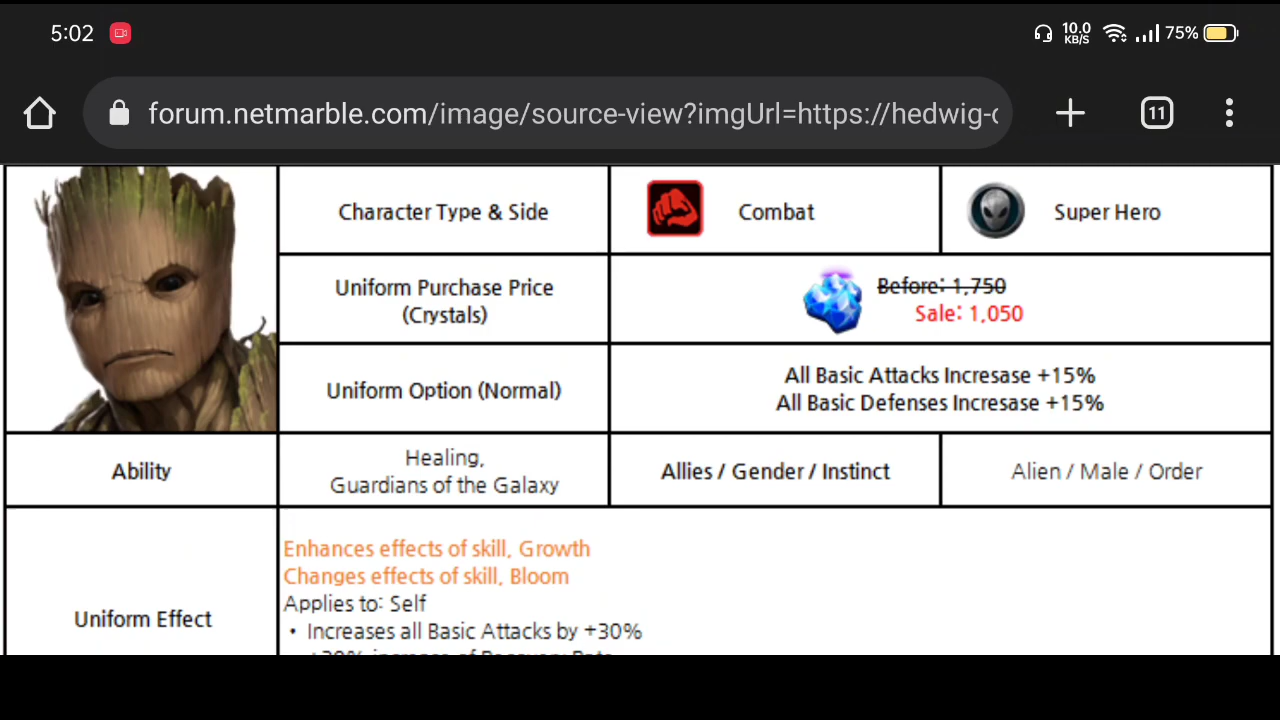 5:02
10.0
KB/S
75%
forum.netmarble.com/image/source-view?imgUrl=https://hedwig-c
11
Character Type & Side
Combat
Super Hero
Uniform Purchase Price
(Crystals)
Before: 1,750
Sale: 1,050
Uniform Option (Normal)
All Basic Attacks Incresase +15%
All Basic Defenses Incresase +15%
Ability
Healing,
Guardians of the Galaxy
Allies / Gender / Instinct
Alien / Male / Order
Uniform Effect
Enhances effects of skill, Growth
Changes effects of skill, Bloom
Applies to: Self
• Increases all Basic Attacks by +30%
increase of Recovery Rate